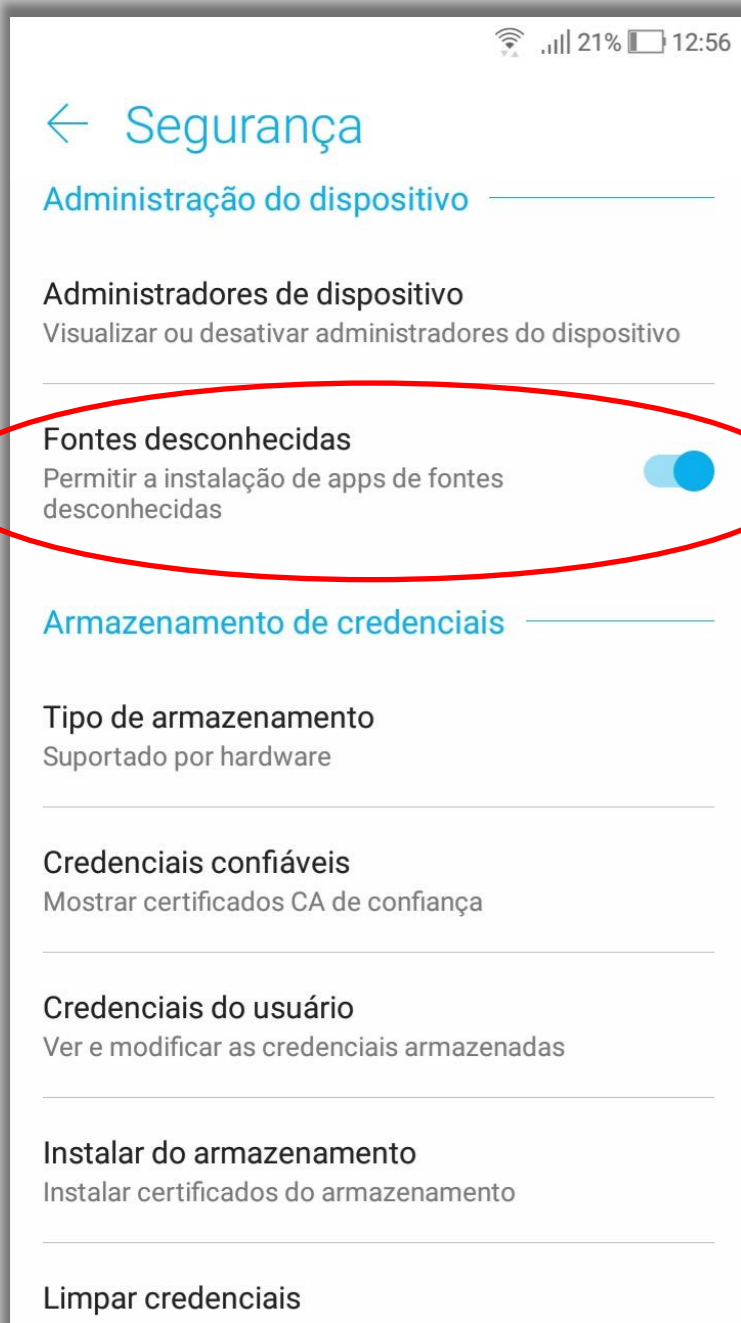 21% 12:56
Segurança
Administração do dispositivo
Administradores de dispositivo
Visualizar ou desativar administradores do dispositivo
Fontes desconhecidas
Permitir a instalação de apps de fontes
desconhecidas
Armazenamento de credenciais
Tipo de armazenamento
Suportado por hardware
Credenciais confiáveis
Mostrar certificados CA de confiança
Credenciais do usuário
Ver e modificar as credenciais armazenadas
Instalar do armazenamento
Instalar certificados do armazenamento
Limpar credenciais